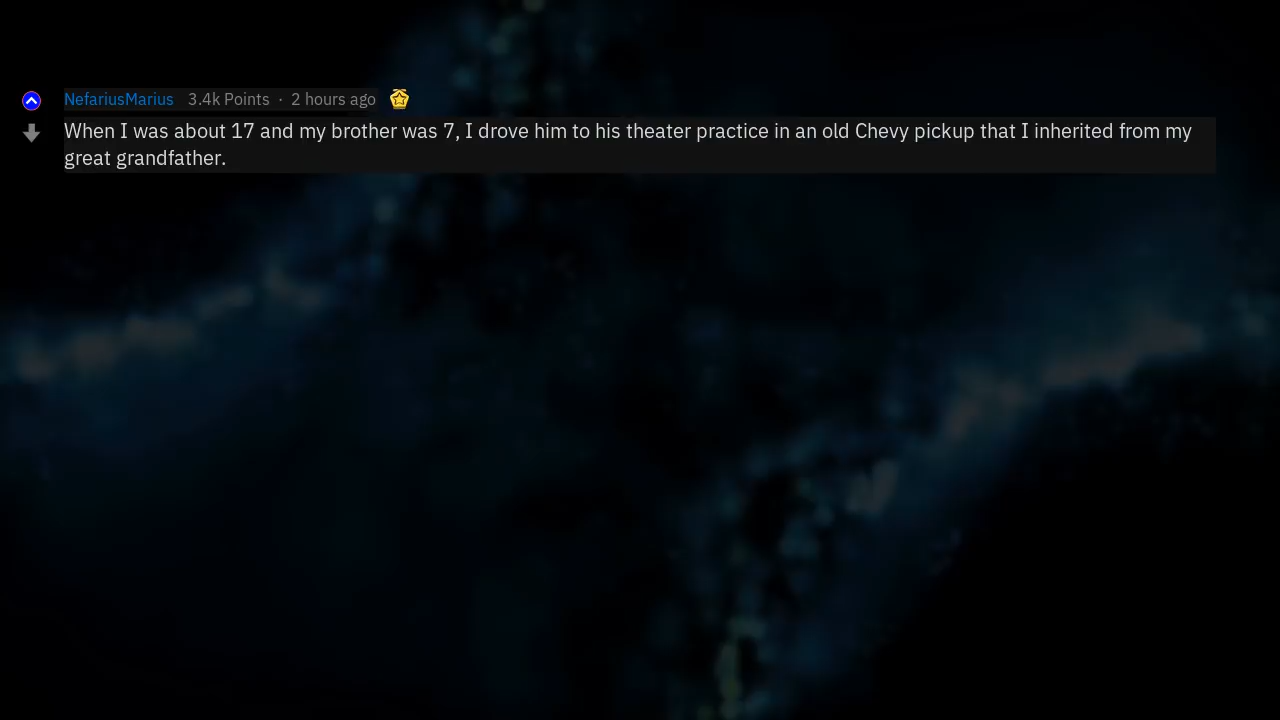 NefariusMarius 3.4k Points · 2 hours ago
When I was about 17 and my brother was 7, I drove him to his theater practice in an old Chevy pickup that I inherited from my
great grandfather.